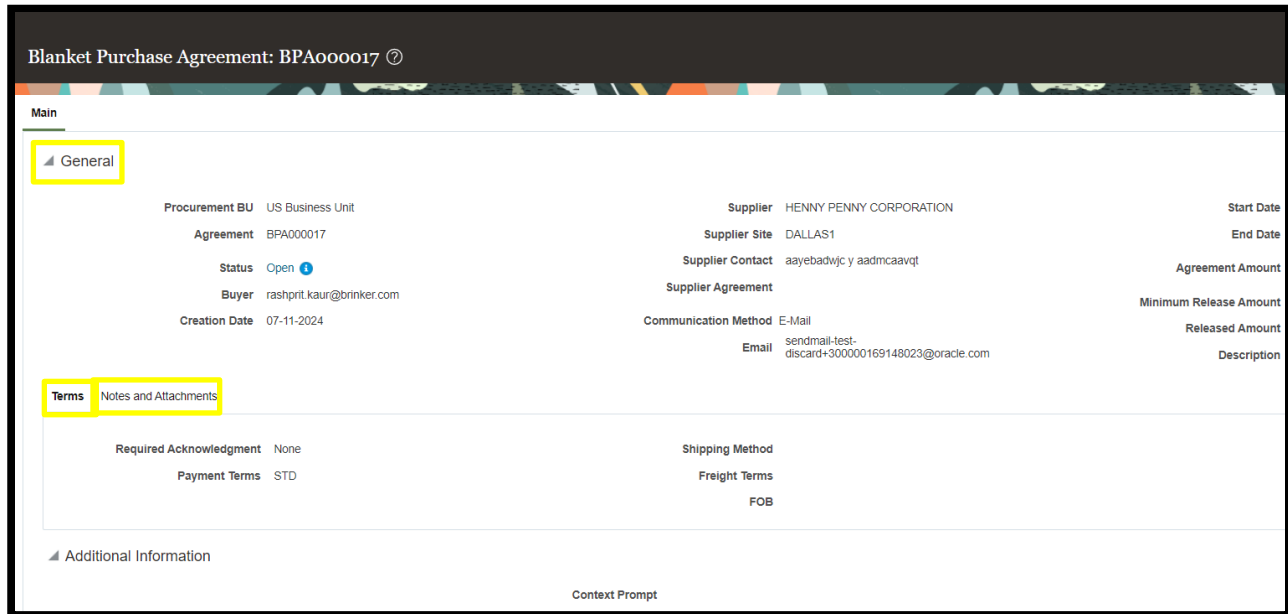 Blanket Purchase Agreement: BPA000017
Main
General
Procurement BU US Business Unit Supplier HENNY PENNY CORPORATION Start Date
Agreement BPA000017 Supplier Site DALLAS1 End Date
Status Open Supplier Contact aayebadwjc y aadmcaavqt Agreement Amount
Buyer rashprit.kaur@brinker.com Supplier Agreement Minimum Release Amount
Creation Date 07-11-2024 Communication Method E-Mail Released Amount
Email sendmail-test-
discard+300000169148023@oracle.com Description
Terms Notes and Attachments
Required Acknowledgment None Shipping Method
Payment Terms STD Freight Terms
FOB
Additional Information
Context Prompt